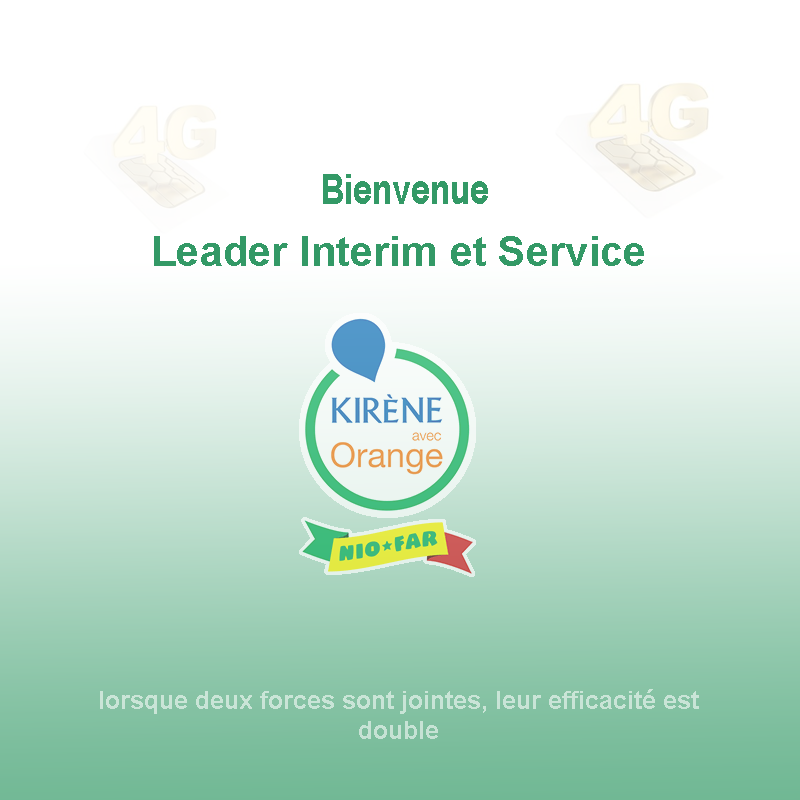 4G
4G
Bienvenue
Leader Interim et Service
KIRÈNE
avec
Orange
NIO★FAR
lorsque deux forces sont jointes, leur efficacité est
double